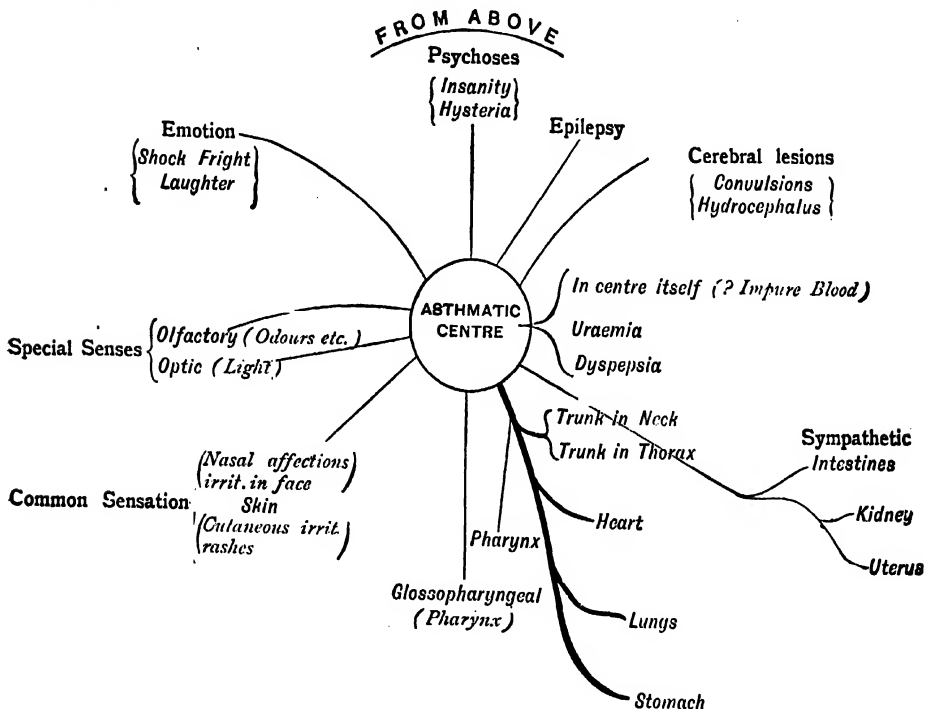 FROM ABOVE
Psychoses
Insanity
Hysteria
Emotion
Shock Fright
Laughter
Epilepsy
Cerebral lesions
Convulsions
Hydrocephalus
ASTHMATIC
CENTRE
In centre itself (? Impure Blood)
Uraemia
Dyspepsia
Special Senses
Olfactory (Odours etc.)
Optic (Light)
Trunk in Neck
Trunk in Thorax
Sympathetic
Intestines
Kidney
Uterus
Common Sensation
(Nasal affections)
irrit. in face
Skin
(Cutaneous irrit.)
rashes
Pharynx
Heart
Glossopharyngeal
(Pharynx)
Lungs
Stomach